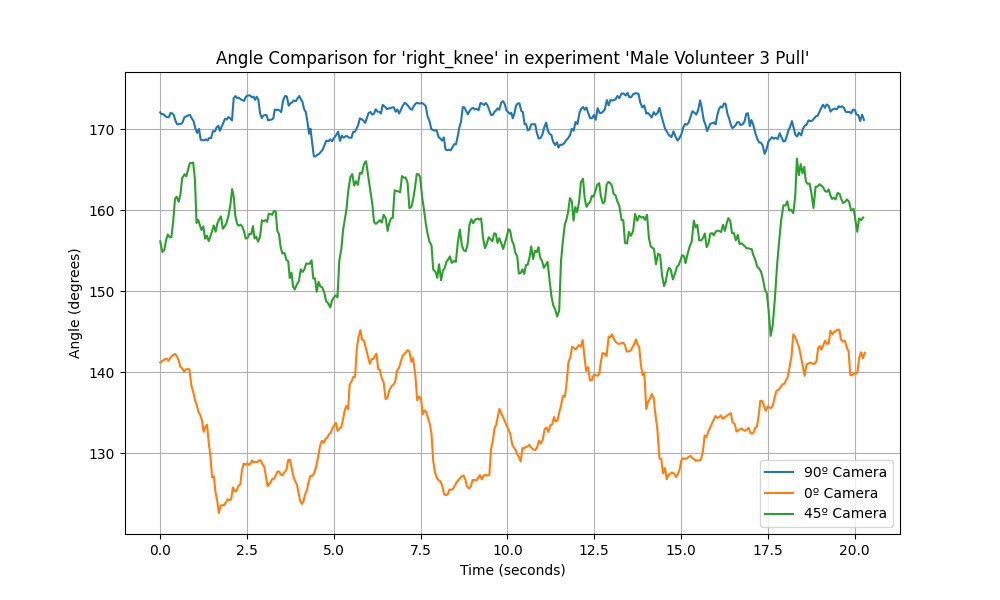 Angle Comparison for 'right_knee' in experiment 'Male Volunteer 3 Pull'
Angle (degrees)
170
160
150
140
130
0.0 2.5 5.0 7.5 10.0 12.5 15.0 17.5 20.0
Time (seconds)
90º Camera
0º Camera
45º Camera